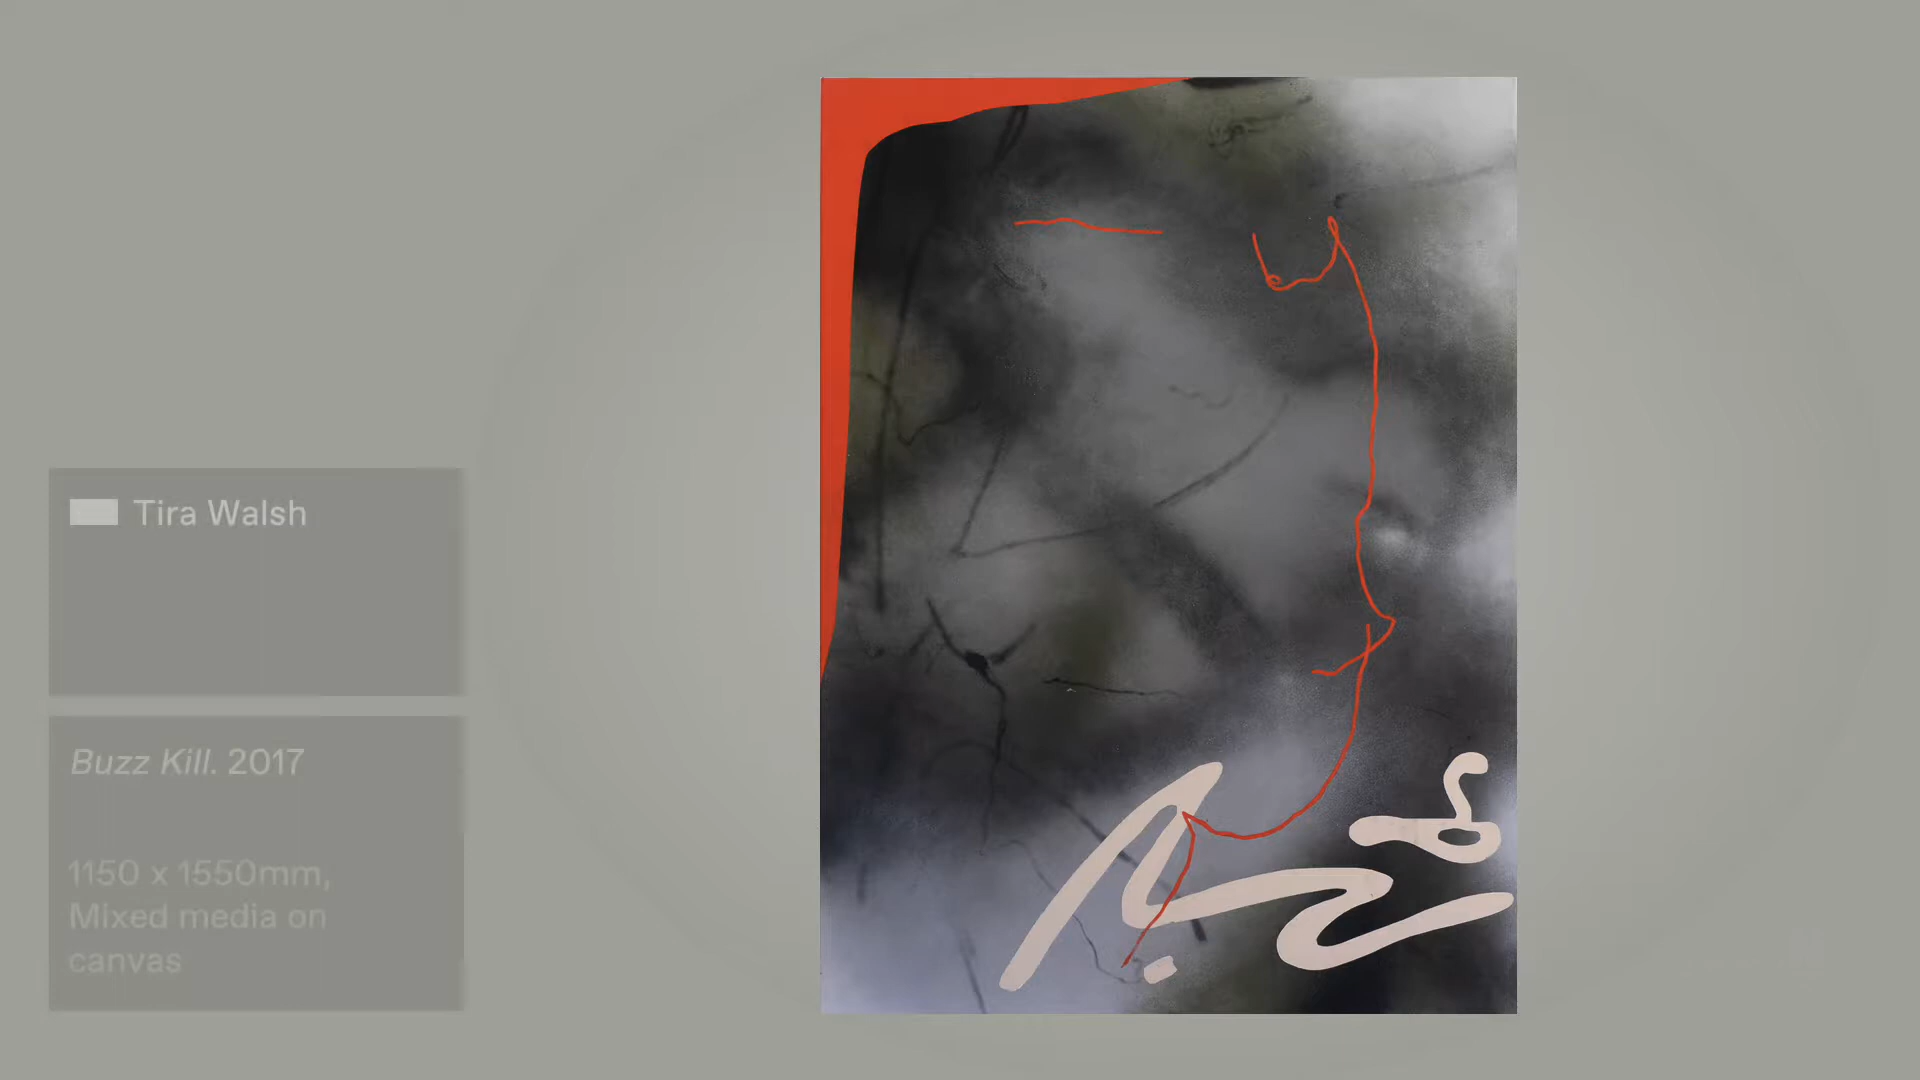 Tira Walsh
Buzz Kill. 2017
1150 x 1550mm,
Mixed media on
canvas